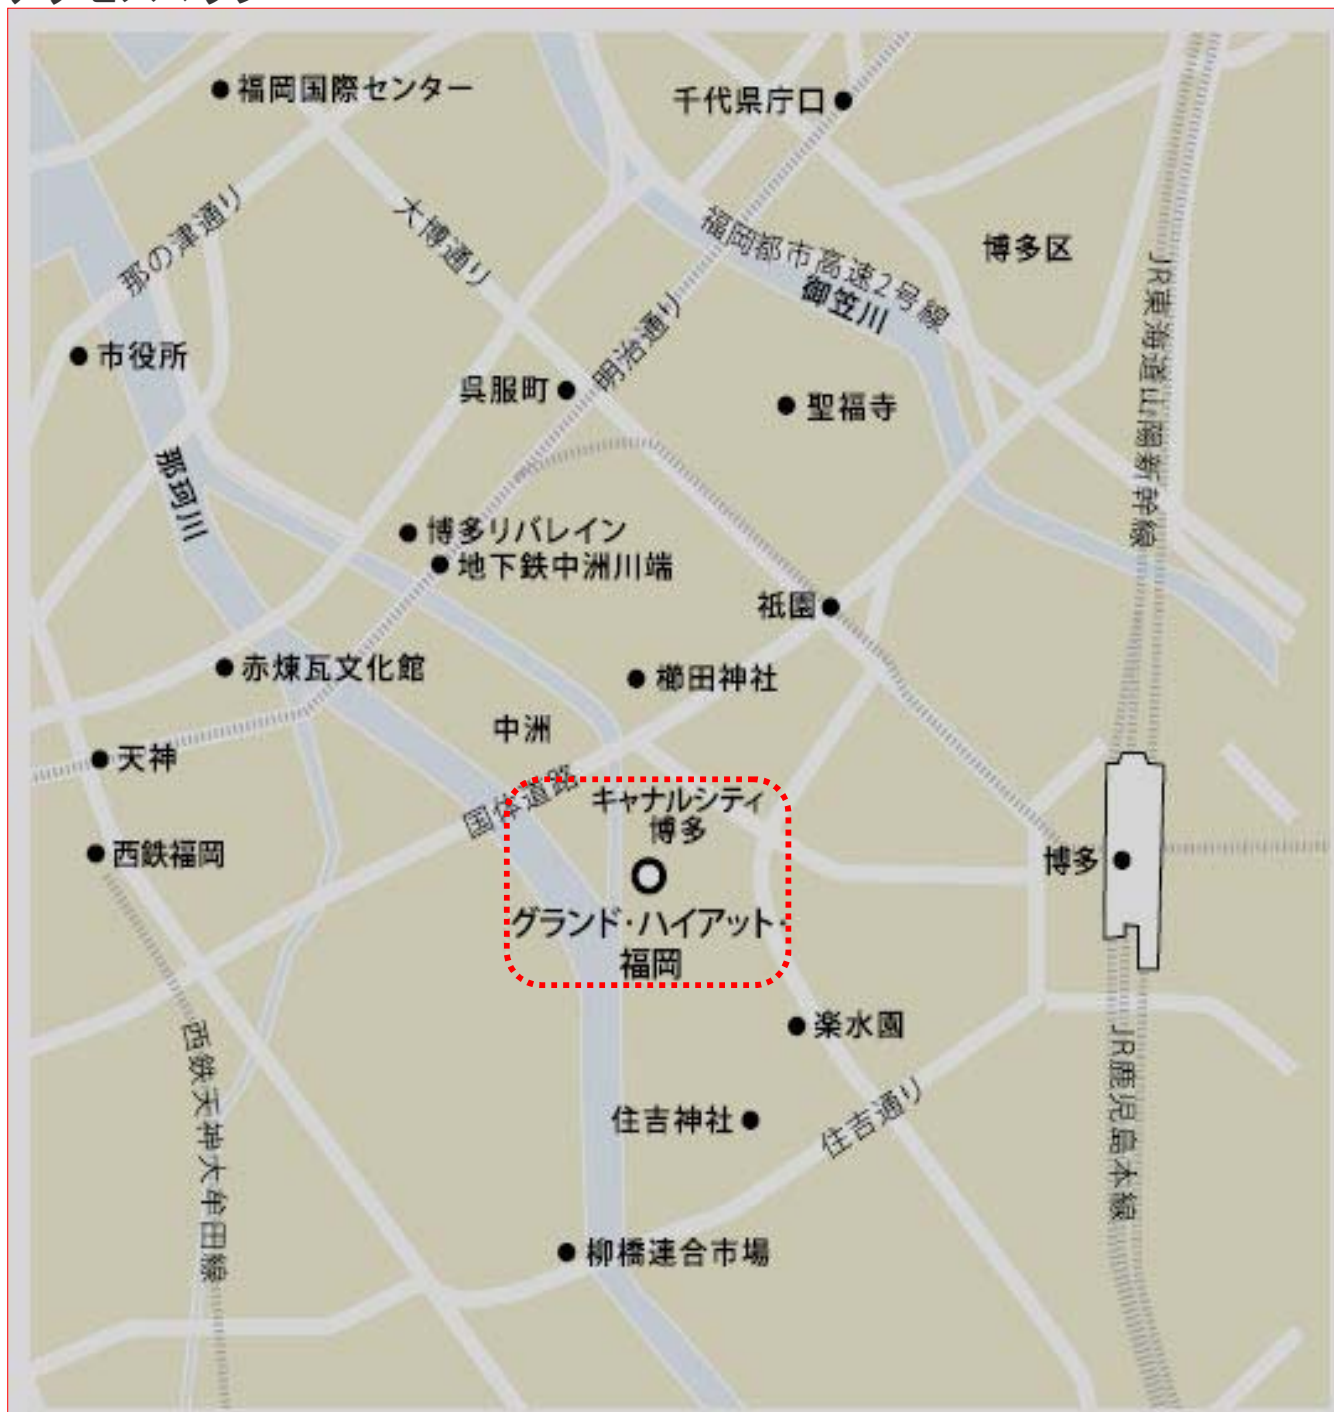 福岡国際センター
千代県庁口
那の津通り
大博通り
福岡都市高速2号線
御笠川
博多区
JR東海道山陽新幹線
市役所
呉服町
明治通り
聖福寺
那珂川
博多リバレイン
地下鉄中洲川端
祇園
赤煉瓦文化館
櫛田神社
中洲
天神
国体道路
キャナルシティ
博多
西鉄福岡
博多
グランド・ハイアット・
福岡
楽水園
西鉄天神大牟田線
JR鹿児島本線
住吉神社
住吉通り
柳橋連合市場